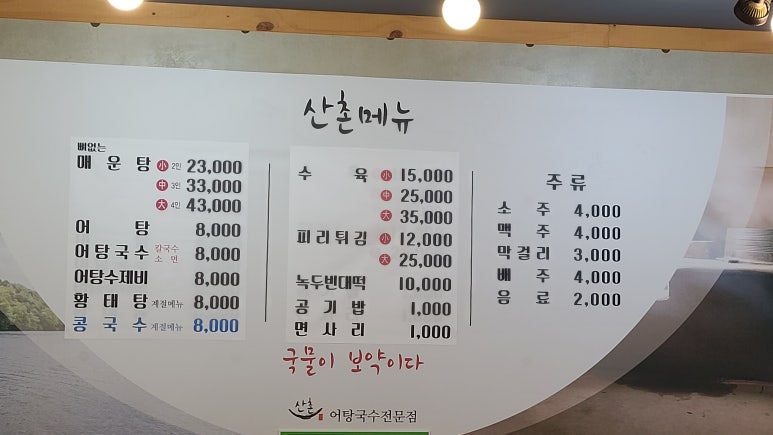 산촌메뉴
뼈없는
매운탕 小 2인 23,000
中 3인 33,000
大 4인 43,000
어탕 8,000
어탕국수 칼국수 소면 8,000
어탕수제비 8,000
황태탕 계절메뉴 8,000
콩국수 계절메뉴 8,000
수육 小 15,000
中 25,000
大 35,000
피리튀김 小 12,000
大 25,000
녹두빈대떡 10,000
공기밥 1,000
면사리 1,000
주류
소주 4,000
맥주 4,000
막걸리 3,000
배주 4,000
음료 2,000
국물이 보약이다
산촌 어탕국수전문점